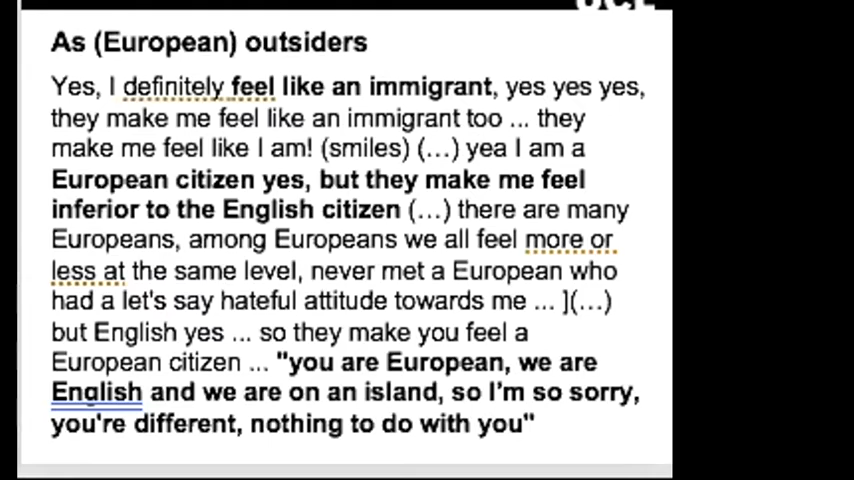 As (European) outsiders
Yes, I definitely feel like an immigrant, yes yes yes,
they make me feel like an immigrant too ... they
make me feel like I am! (smiles) (…) yea I am a
European citizen yes, but they make me feel
inferior to the English citizen (…) there are many
Europeans, among Europeans we all feel more or
less at the same level, never met a European who
had a let's say hateful attitude towards me ... ](…)
but English yes ... so they make you feel a
European citizen ... "you are European, we are
English and we are on an island, so I'm so sorry,
you're different, nothing to do with you"